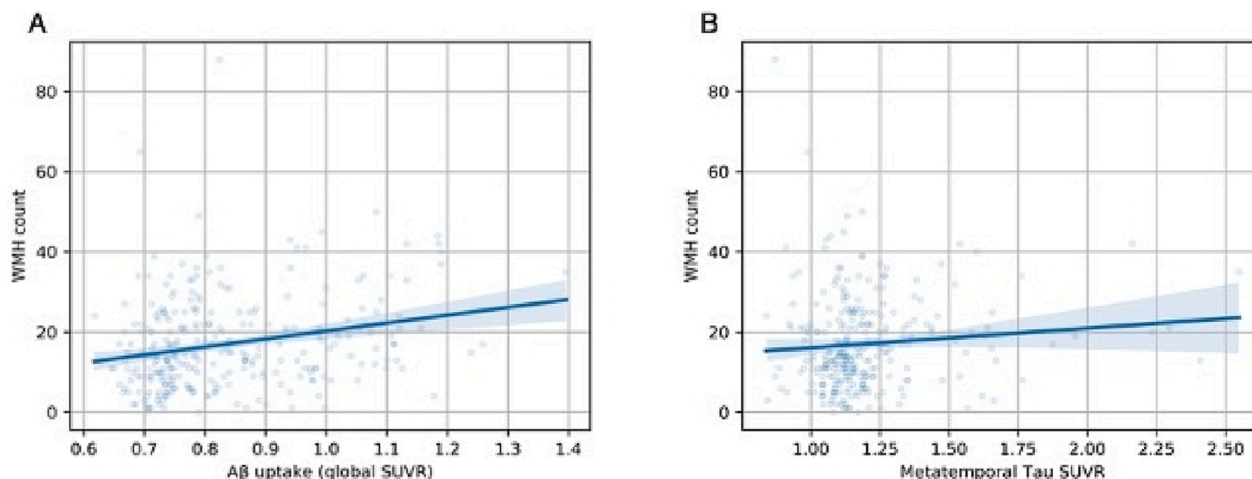 A
B
80
60
40
20
0
WMH count
0.6 0.7 0.8 0.9 1.0 1.1 1.2 1.3 1.4
Aβ uptake (global SUVR)
80
60
40
20
0
WMH count
1.00 1.25 1.50 1.75 2.00 2.25 2.50
Metatemporal Tau SUVR